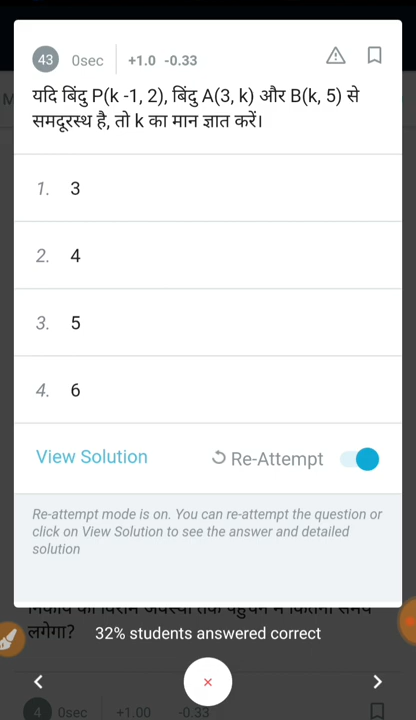 43 0sec +1.0 -0.33
यदि बिंदु P(k -1, 2), बिंदु A(3, k) और B(k, 5) से
समदूरस्थ है, तो k का मान ज्ञात करें।
1. 3
2. 4
3. 5
4. 6
View Solution Re-Attempt
Re-attempt mode is on. You can re-attempt the question or
click on View Solution to see the answer and detailed
solution
लगेगा? 32% students answered correct
4 0sec +1.00 -0.33